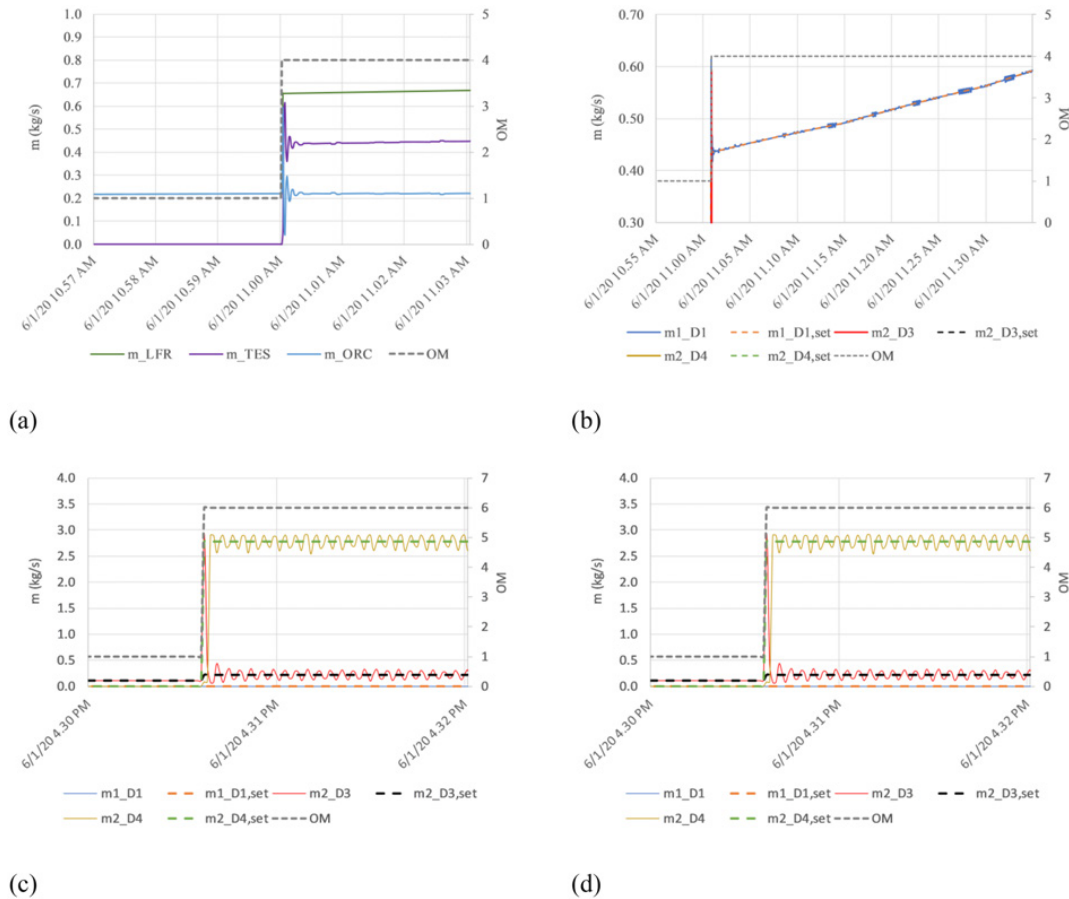 1.0
0.9
0.8
0.7
0.6
0.5
0.4
0.3
0.2
0.1
0.0
m (kg/s)
5
4
3
2
1
0
OM
6/1/20 10.57 AM
6/1/20 10.58 AM
6/1/20 10.59 AM
6/1/20 11.00 AM
6/1/20 11.01 AM
6/1/20 11.02 AM
6/1/20 11.03 AM
m_LFR m_TES m_ORC OM
(a)
0.70
0.60
0.50
0.40
0.30
m (kg/s)
5
4
3
2
1
0
OM
6/1/20 10.55 AM
6/1/20 11.00 AM
6/1/20 11.05 AM
6/1/20 11.10 AM
6/1/20 11.15 AM
6/1/20 11.20 AM
6/1/20 11.25 AM
6/1/20 11.30 AM
m1_D1 m1_D1,set m2_D3 m2_D3,set
m2_D4 m2_D4,set OM
(b)
4.0
3.5
3.0
2.5
2.0
1.5
1.0
0.5
0.0
m (kg/s)
7
6
5
4
3
2
1
0
OM
6/1/20 4.30 PM
6/1/20 4.31 PM
6/1/20 4.32 PM
m1_D1 m1_D1,set m2_D3 m2_D3,set
m2_D4 m2_D4,set OM
(c)
4.0
3.5
3.0
2.5
2.0
1.5
1.0
0.5
0.0
m (kg/s)
7
6
5
4
3
2
1
0
OM
6/1/20 4.30 PM
6/1/20 4.31 PM
6/1/20 4.32 PM
m1_D1 m1_D1,set m2_D3 m2_D3,set
m2_D4 m2_D4,set OM
(d)